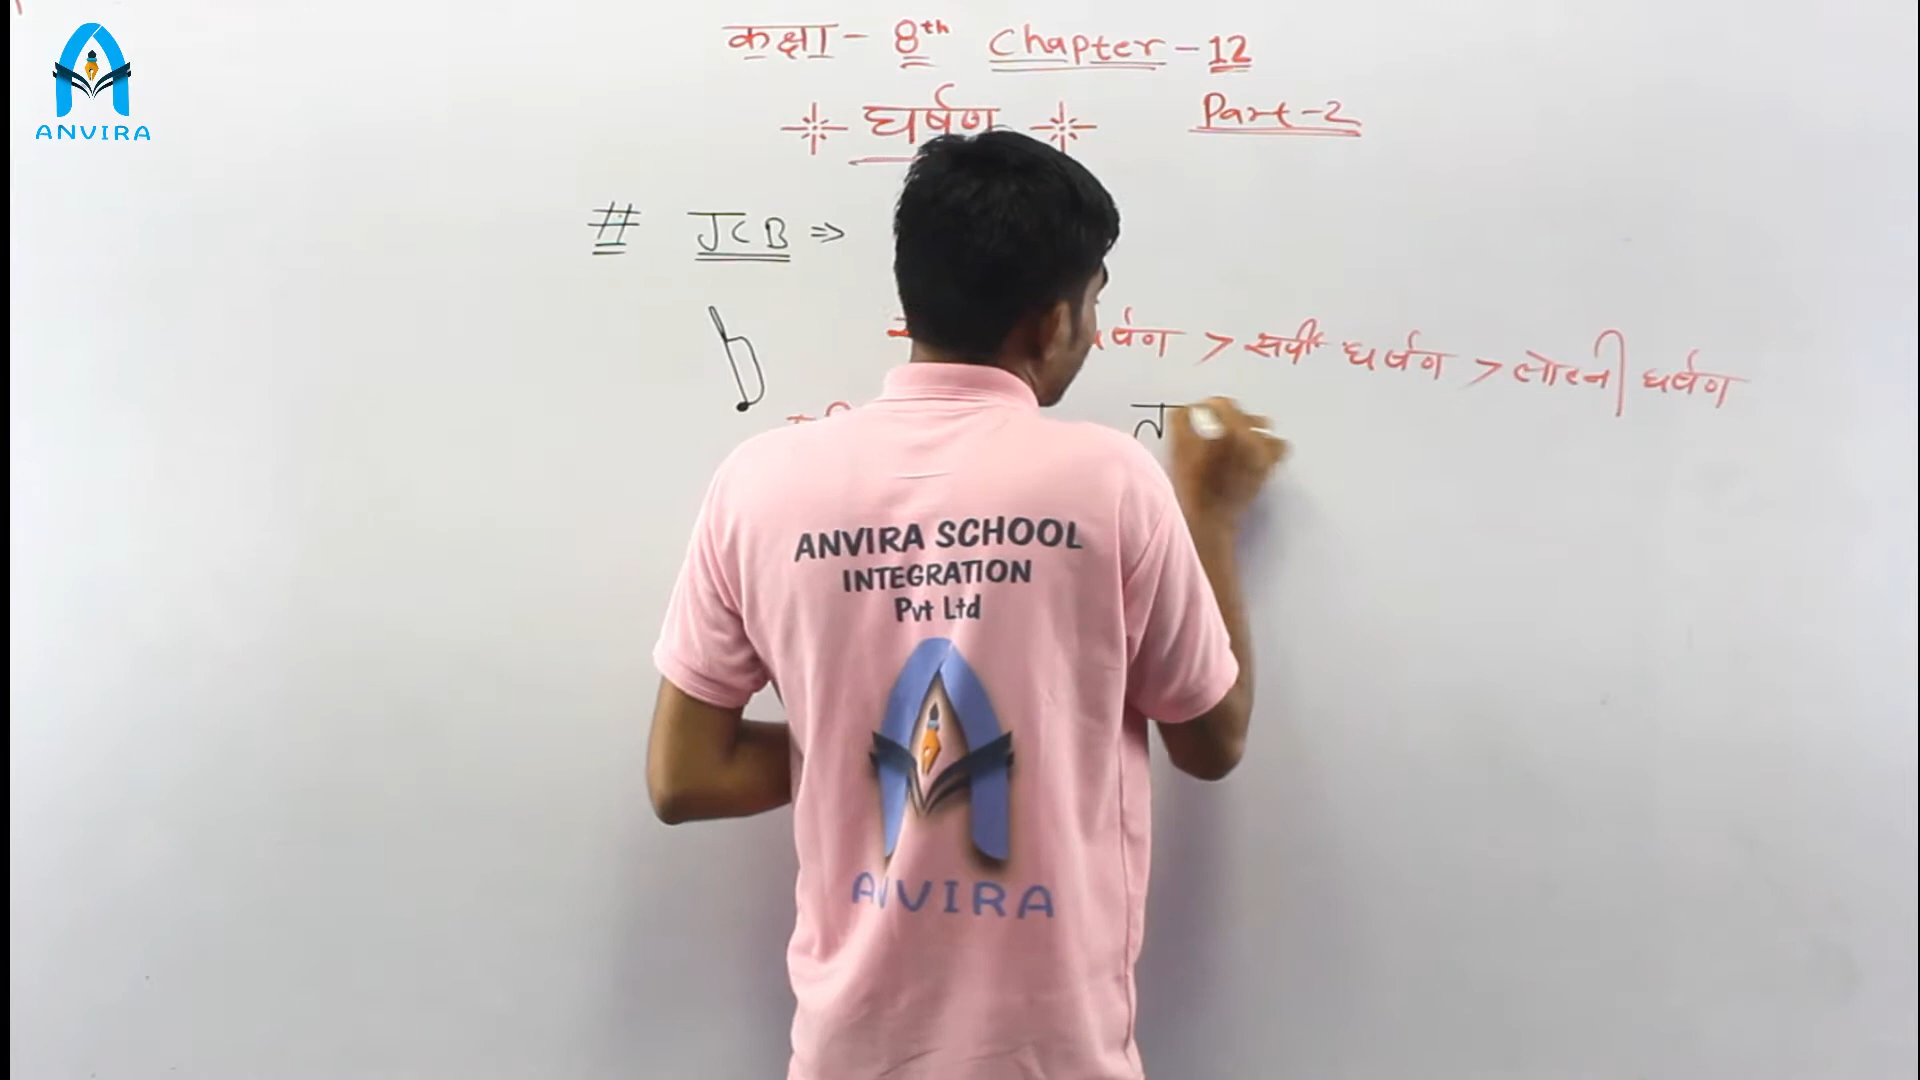 ANVIRA
कक्षा - 8th Chapter - 12
घर्षण
Part-2
# JCB ⇒
र्षण > सर्पी घर्षण > लोटनी घर्षण
ANVIRA SCHOOL
INTEGRATION
Pvt Ltd
ANVIRA